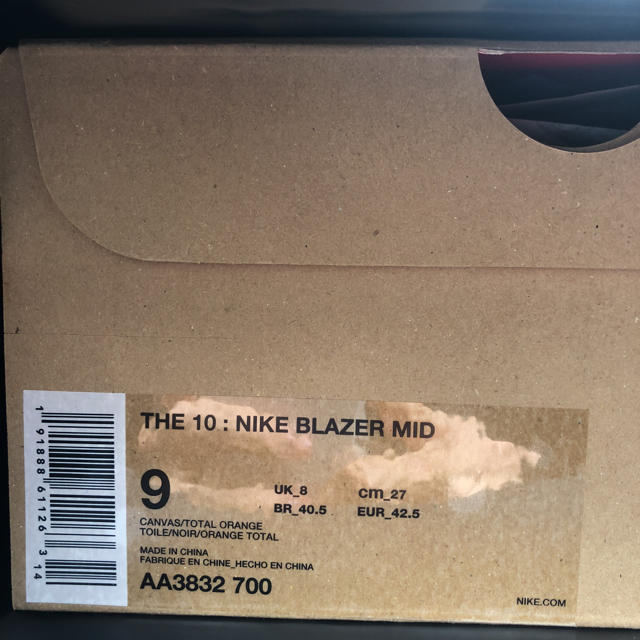 THE 10 : NIKE BLAZER MID
9
UK_8 cm_27
BR_40.5 EUR_42.5
CANVAS/TOTAL ORANGE
TOILE/NOIR/ORANGE TOTAL
MADE IN CHINA
FABRIQUE EN CHINE_HECHO EN CHINA
AA3832 700
NIKE.COM
1 91888 61126 3 14